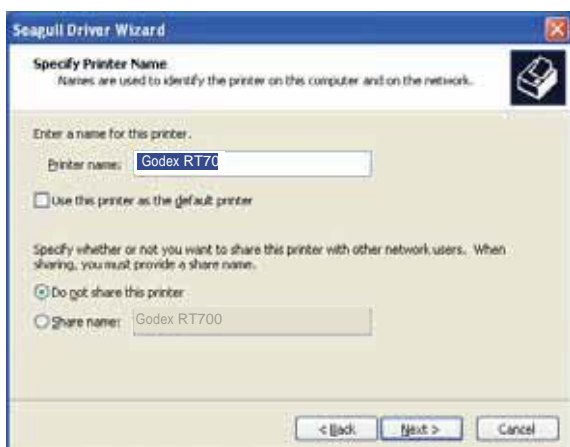 Seagull Driver Wizard
Specify Printer Name
Names are used to identify the printer on this computer and on the network.
Enter a name for this printer.
Printer name: Godex RT70
Use this printer as the default printer
Specify whether or not you want to share this printer with other network users. When
sharing, you must provide a share name.
Do not share this printer
Share name: Godex RT700
< Back Next > Cancel